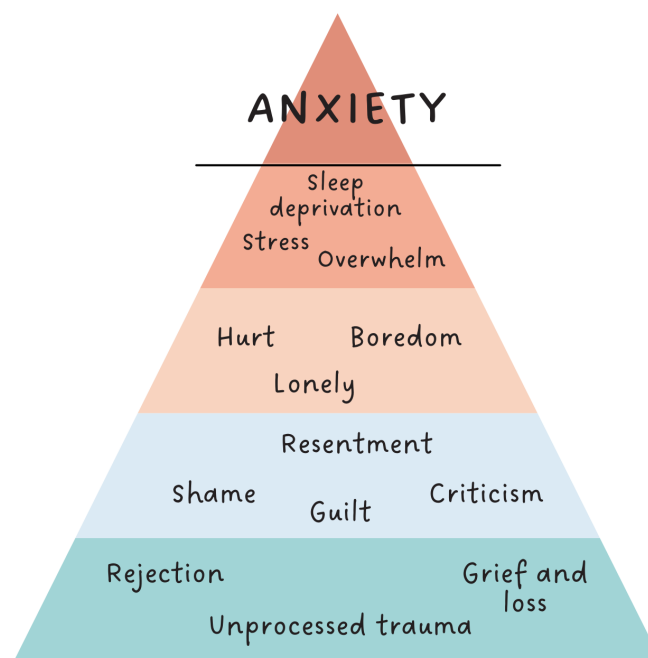 ANXIETY
Sleep
deprivation
Stress
Overwhelm
Hurt
Boredom
Lonely
Resentment
Shame
Criticism
Guilt
Rejection
Grief and
loss
Unprocessed trauma